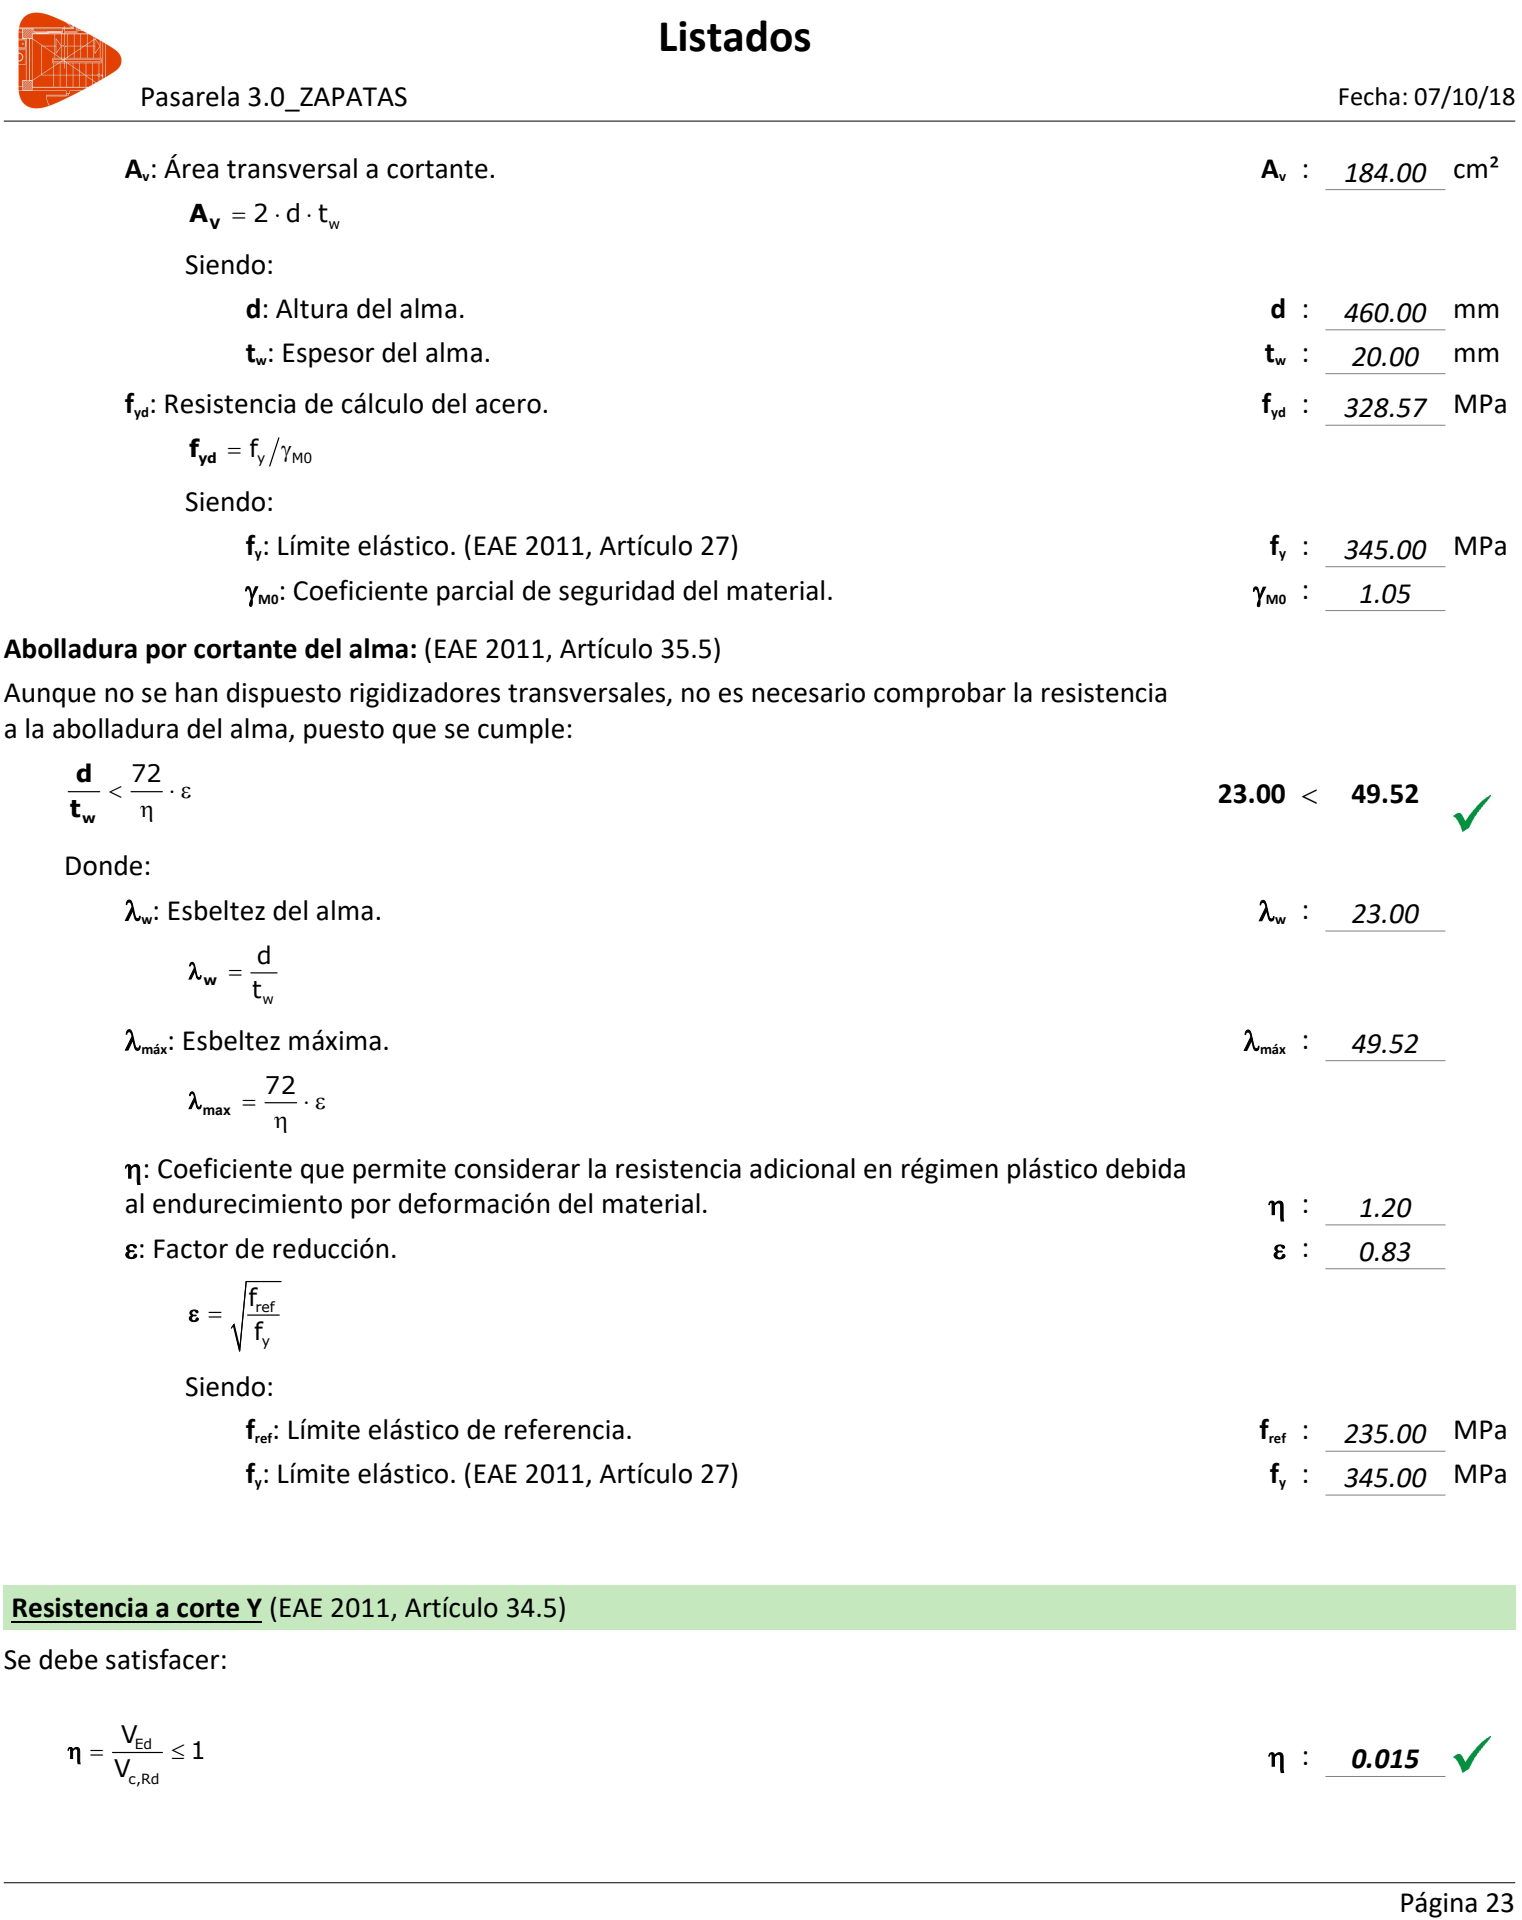 Listados
Pasarela 3.0_ZAPATAS Fecha: 07/10/18
Av: Área transversal a cortante. Av : 184.00 cm²
Av = 2 · d · tw
Siendo:
d: Altura del alma. d : 460.00 mm
tw: Espesor del alma. tw : 20.00 mm
fyd: Resistencia de cálculo del acero. fyd : 328.57 MPa
fyd = fy/γM0
Siendo:
fy: Límite elástico. (EAE 2011, Artículo 27) fy : 345.00 MPa
γM0: Coeficiente parcial de seguridad del material. γM0 : 1.05
Abolladura por cortante del alma: (EAE 2011, Artículo 35.5)
Aunque no se han dispuesto rigidizadores transversales, no es necesario comprobar la resistencia
a la abolladura del alma, puesto que se cumple:
d/tw < 72/η · ε 23.00 < 49.52 ✓
Donde:
λw: Esbeltez del alma. λw : 23.00
λw = d/tw
λmáx: Esbeltez máxima. λmáx : 49.52
λmax = 72/η · ε
η: Coeficiente que permite considerar la resistencia adicional en régimen plástico debida
al endurecimiento por deformación del material. η : 1.20
ε: Factor de reducción. ε : 0.83
ε = √(fref/fy)
Siendo:
fref: Límite elástico de referencia. fref : 235.00 MPa
fy: Límite elástico. (EAE 2011, Artículo 27) fy : 345.00 MPa
Resistencia a corte Y (EAE 2011, Artículo 34.5)
Se debe satisfacer:
η = VEd/Vc,Rd ≤ 1 η : 0.015 ✓
Página 23